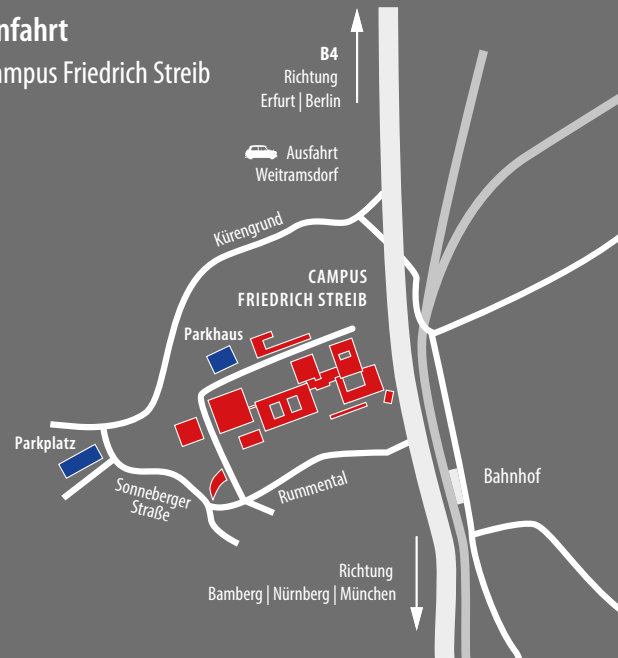 nfahrt
ampus Friedrich Streib
B4
Richtung
Erfurt | Berlin
Ausfahrt
Weitramsdorf
Kürengrund
CAMPUS
FRIEDRICH STREIB
Parkhaus
Parkplatz
Sonneberger
Straße
Rummental
Bahnhof
Richtung
Bamberg | Nürnberg | München